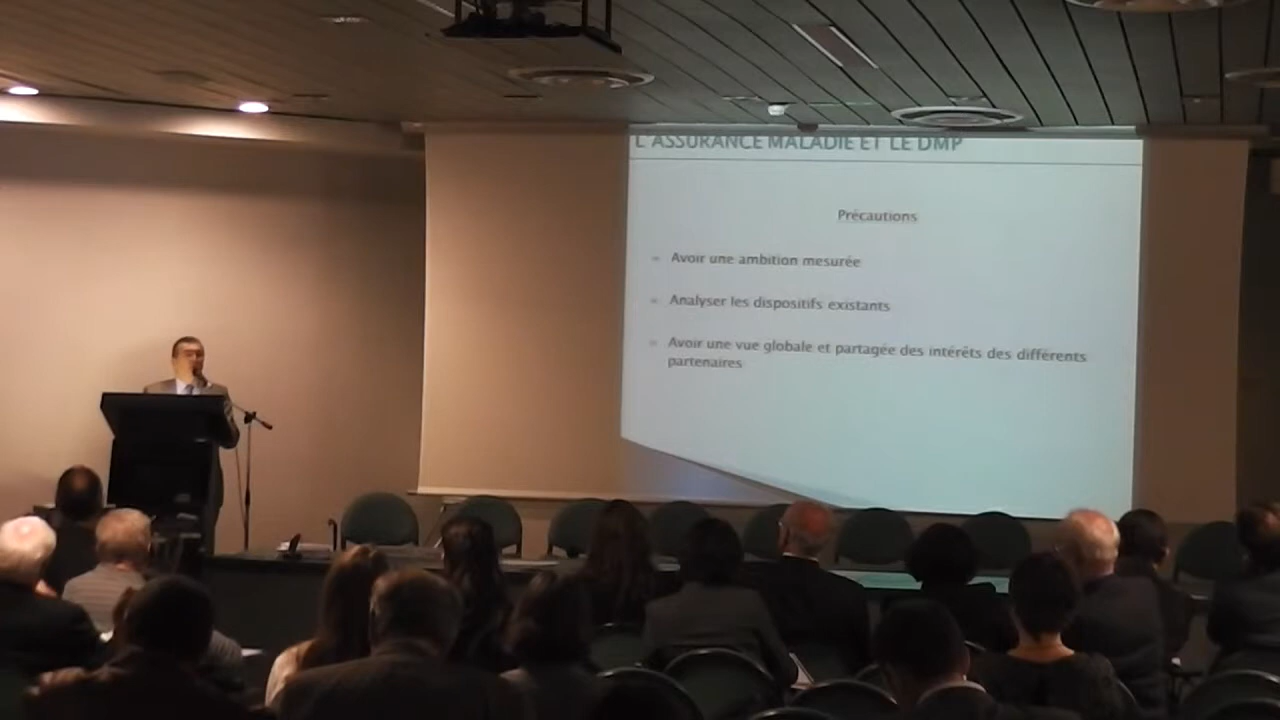 L'ASSURANCE MALADIE ET LE DMP
Précautions
Avoir une ambition mesurée
Analyser les dispositifs existants
Avoir une vue globale et partagée des intérêts des différents
partenaires